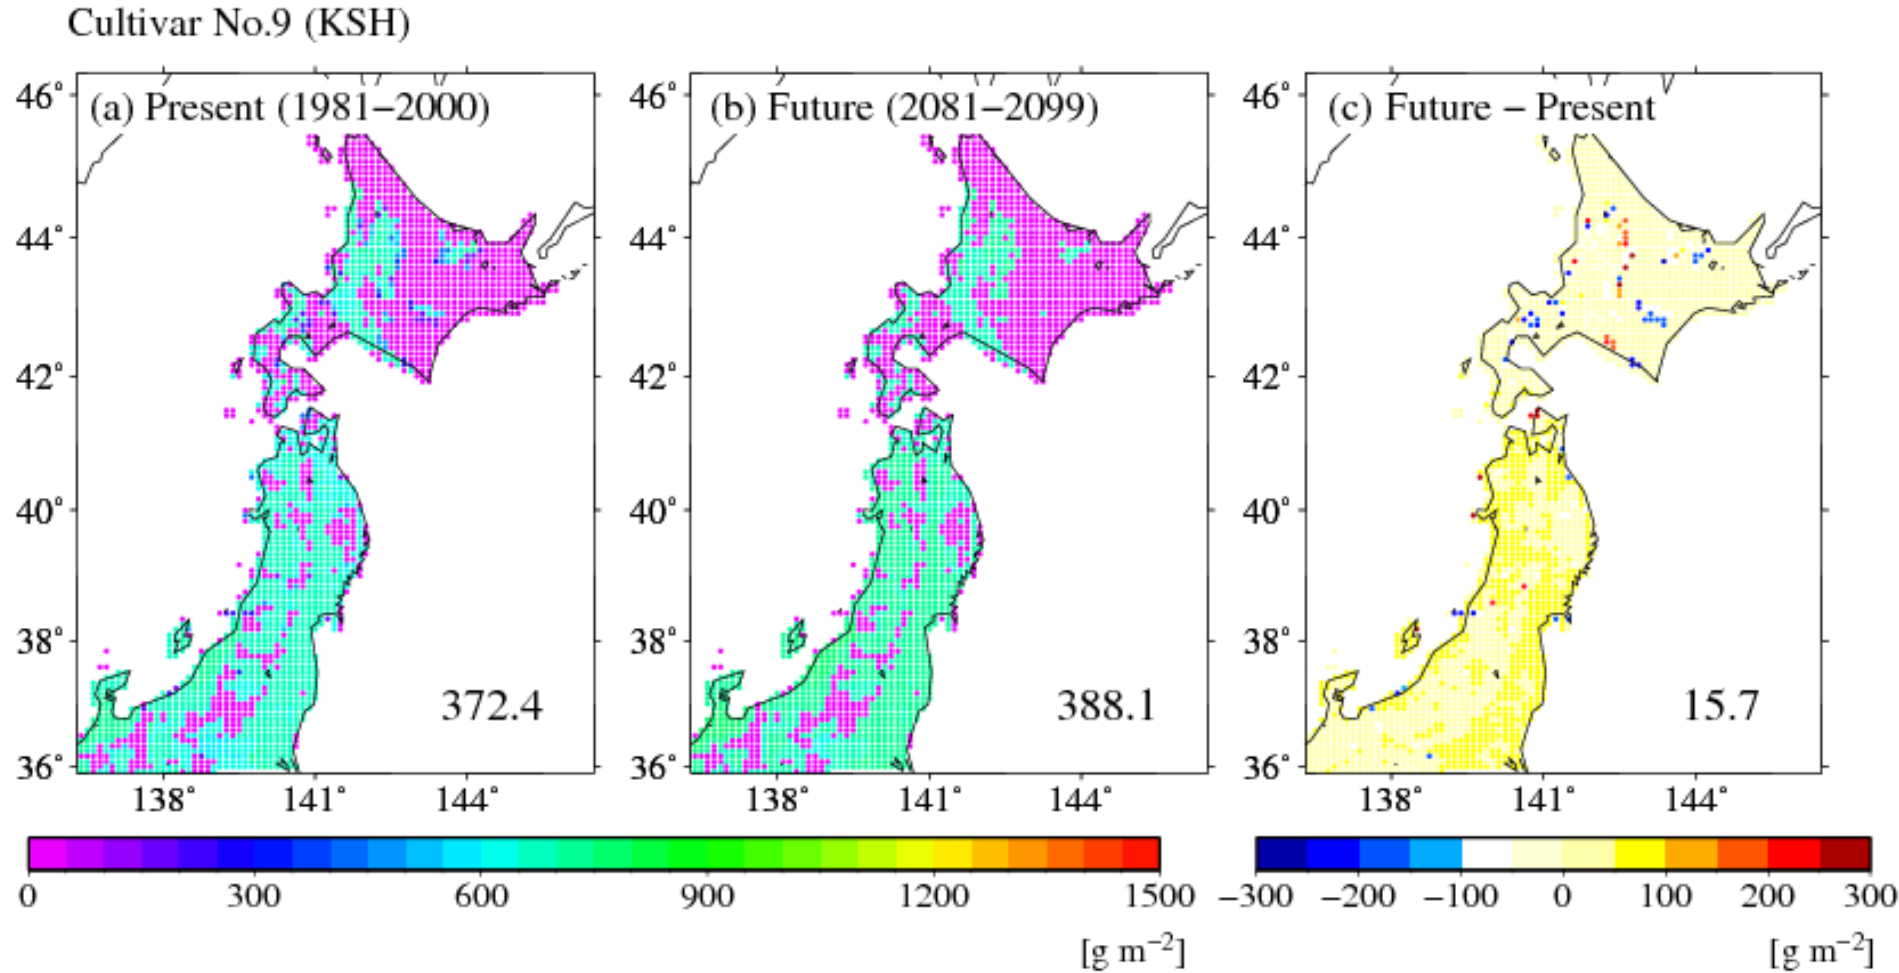 Cultivar No.9 (KSH)
(a) Present (1981−2000)
(b) Future (2081−2099)
(c) Future − Present
46° 46° 46°
44° 44° 44°
42° 42° 42°
40° 40° 40°
38° 38° 38°
372.4 388.1 15.7
36° 36° 36°
138° 141° 144° 138° 141° 144° 138° 141° 144°
0 300 600 900 1200 1500 −300 −200 −100 0 100 200 300
[g m−2] [g m−2]